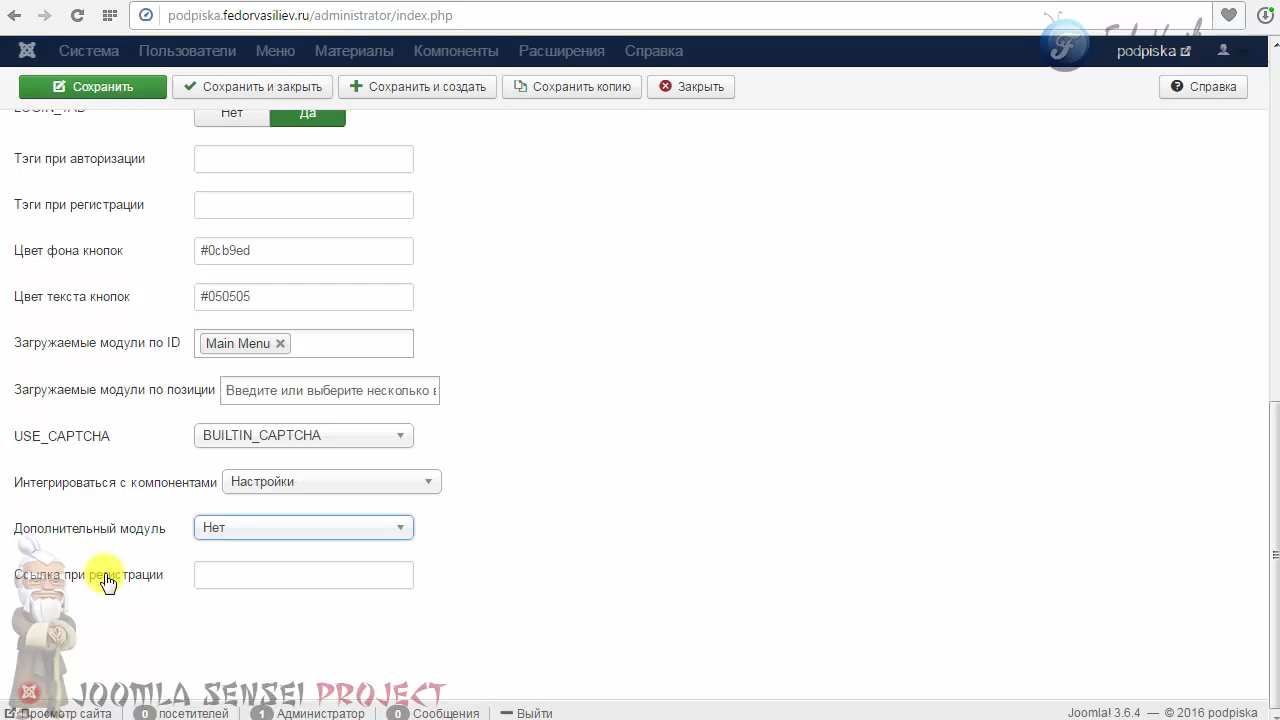 podpiska.fedorvasiliev.ru/administrator/index.php
Система Пользователи Меню Материалы Компоненты Расширения Справка podpiska
Сохранить Сохранить и закрыть Сохранить и создать Сохранить копию Закрыть Справка
LOGIN_TAB Нет Да
Тэги при авторизации
Тэги при регистрации
Цвет фона кнопок #0cb9ed
Цвет текста кнопок #050505
Загружаемые модули по ID Main Menu
Загружаемые модули по позиции Введите или выберите несколько в
USE_CAPTCHA BUILTIN_CAPTCHA
Интегрироваться с компонентами Настройки
Дополнительный модуль Нет
Ссылка при регистрации
JOOMLA SENSEI PROJECT
Просмотр сайта 0 посетителей 1 Администратор 0 Сообщения Выйти Joomla! 3.6.4 — © 2016 podpiska